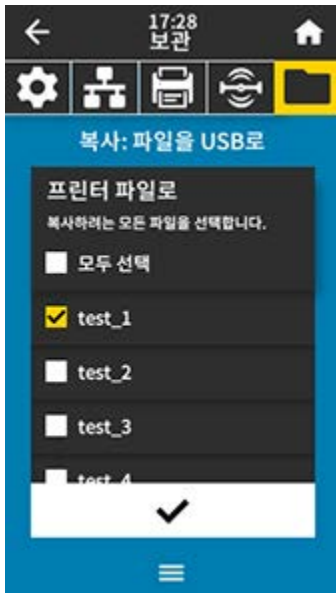 17:28
보관
복사: 파일을 USB로
프린터 파일로
복사하려는 모든 파일을 선택합니다.
모두 선택
test_1
test_2
test_3
test_4